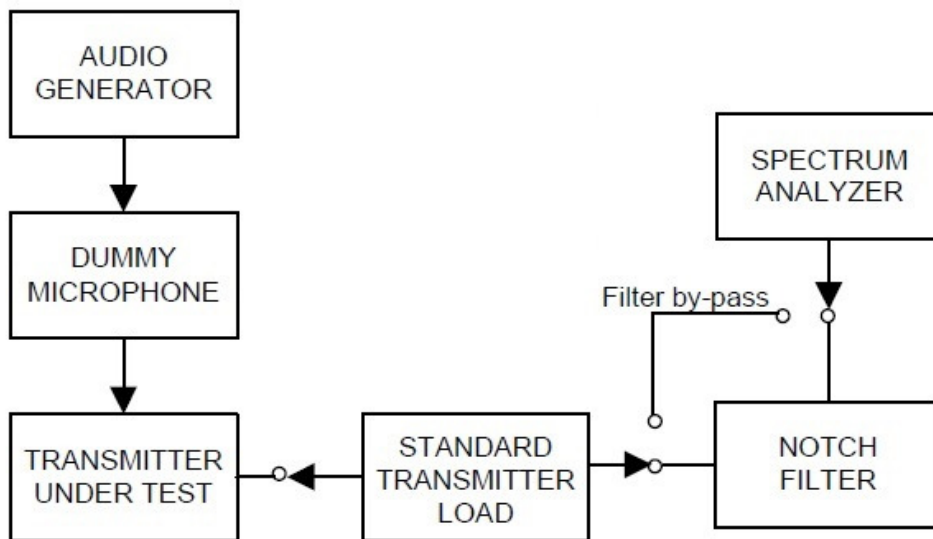 AUDIO
GENERATOR
SPECTRUM
ANALYZER
DUMMY
MICROPHONE
Filter by-pass
TRANSMITTER
UNDER TEST
STANDARD
TRANSMITTER
LOAD
NOTCH
FILTER